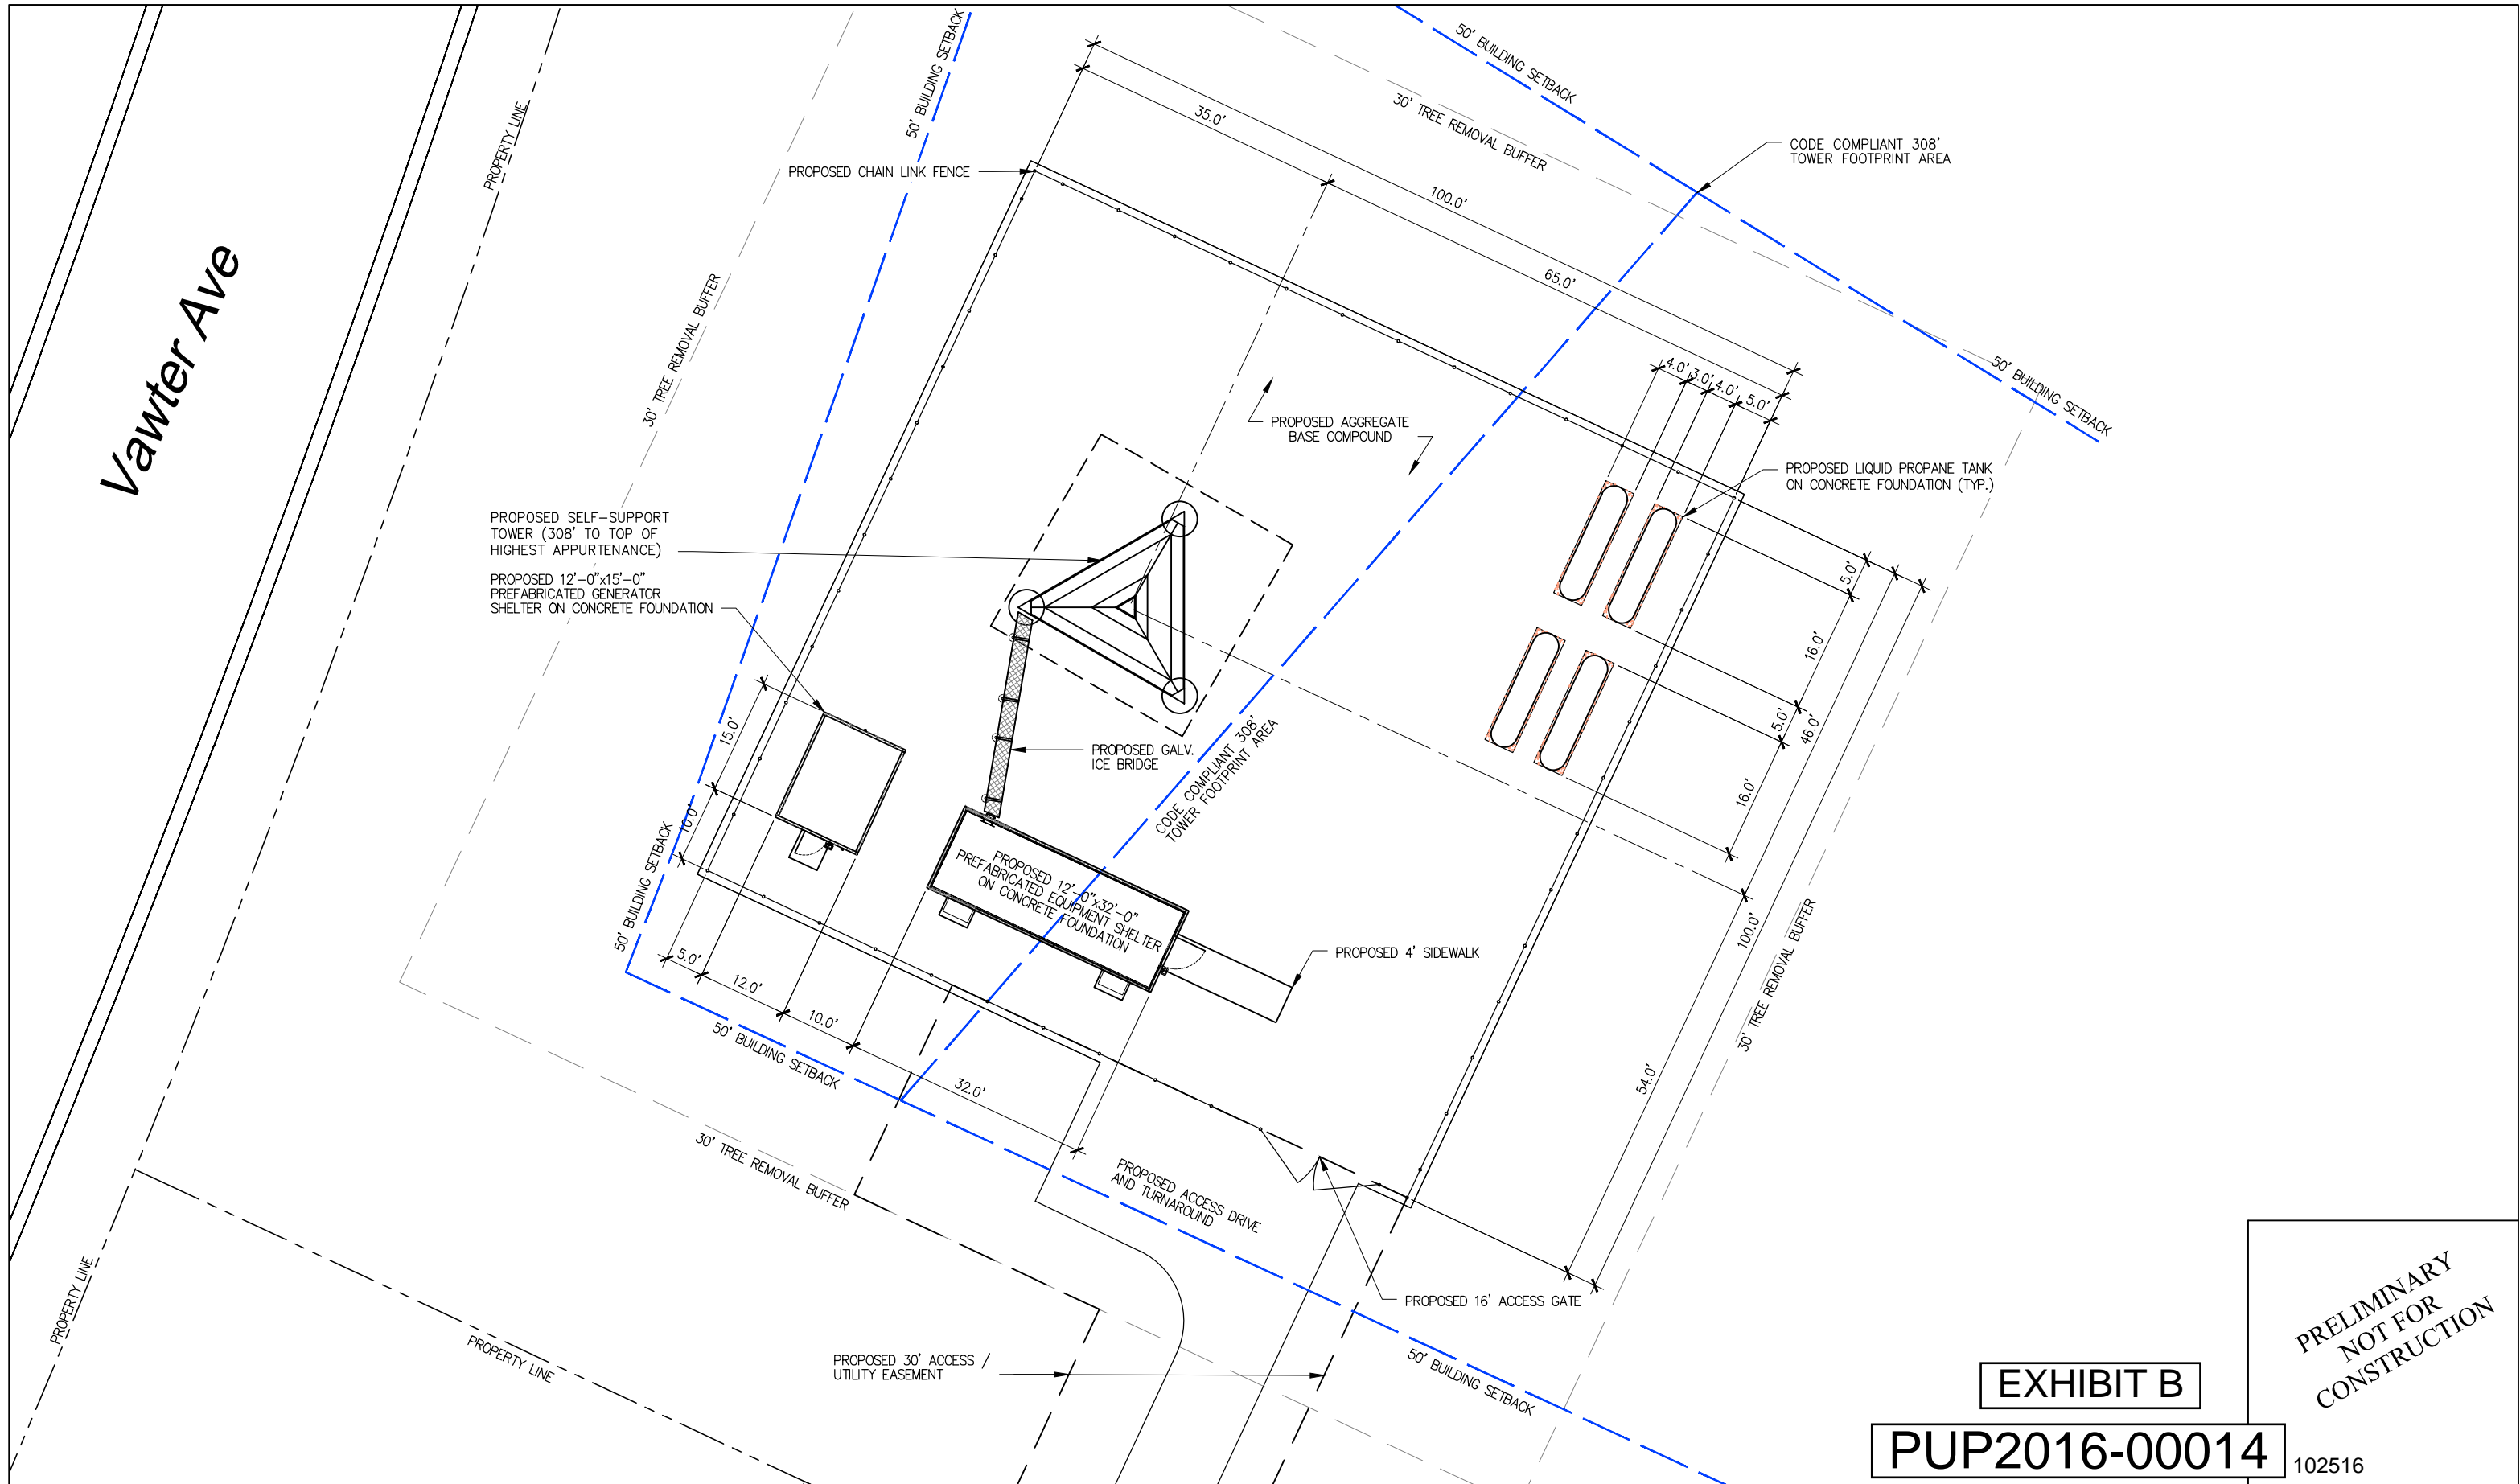 50' BUILDING SETBACK
50' BUILDING SETBACK
30' TREE REMOVAL BUFFER
CODE COMPLIANT 308'
TOWER FOOTPRINT AREA
PROPERTY LINE
35.0'
100.0'
65.0'
PROPOSED CHAIN LINK FENCE
Vawter Ave
30' TREE REMOVAL BUFFER
4.0'
3.0'
4.0'
5.0'
50' BUILDING SETBACK
PROPOSED AGGREGATE
BASE COMPOUND
PROPOSED LIQUID PROPANE TANK
ON CONCRETE FOUNDATION (TYP.)
PROPOSED SELF-SUPPORT
TOWER (308' TO TOP OF
HIGHEST APPURTENANCE)
PROPOSED 12'-0"x15'-0"
PREFABRICATED GENERATOR
SHELTER ON CONCRETE FOUNDATION
5.0'
16.0'
5.0'
46.0'
16.0'
15.0'
10.0'
PROPOSED GALV.
ICE BRIDGE
CODE COMPLIANT 308'
TOWER FOOTPRINT AREA
50' BUILDING SETBACK
PROPOSED 12'-0"x32'-0"
PREFABRICATED EQUIPMENT SHELTER
ON CONCRETE FOUNDATION
PROPOSED 4' SIDEWALK
100.0'
30' TREE REMOVAL BUFFER
54.0'
5.0'
12.0'
10.0'
32.0'
50' BUILDING SETBACK
30' TREE REMOVAL BUFFER
PROPOSED ACCESS DRIVE
AND TURNAROUND
PROPOSED 16' ACCESS GATE
PROPERTY LINE
PROPERTY LINE
PROPOSED 30' ACCESS /
UTILITY EASEMENT
50' BUILDING SETBACK
PRELIMINARY
NOT FOR
CONSTRUCTION
EXHIBIT B
PUP2016-00014
102516